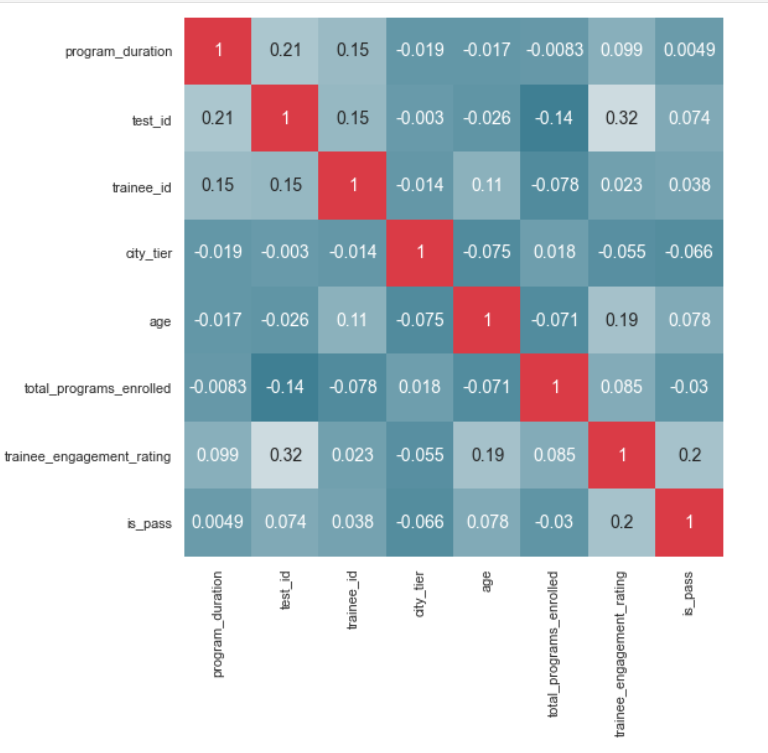 program_duration 1 0.21 0.15 -0.019 -0.017 -0.0083 0.099 0.0049
test_id 0.21 1 0.15 -0.003 -0.026 -0.14 0.32 0.074
trainee_id 0.15 0.15 1 -0.014 0.11 -0.078 0.023 0.038
city_tier -0.019 -0.003 -0.014 1 -0.075 0.018 -0.055 -0.066
age -0.017 -0.026 0.11 -0.075 1 -0.071 0.19 0.078
total_programs_enrolled -0.0083 -0.14 -0.078 0.018 -0.071 1 0.085 -0.03
trainee_engagement_rating 0.099 0.32 0.023 -0.055 0.19 0.085 1 0.2
is_pass 0.0049 0.074 0.038 -0.066 0.078 -0.03 0.2 1
program_duration
test_id
trainee_id
city_tier
age
total_programs_enrolled
trainee_engagement_rating
is_pass